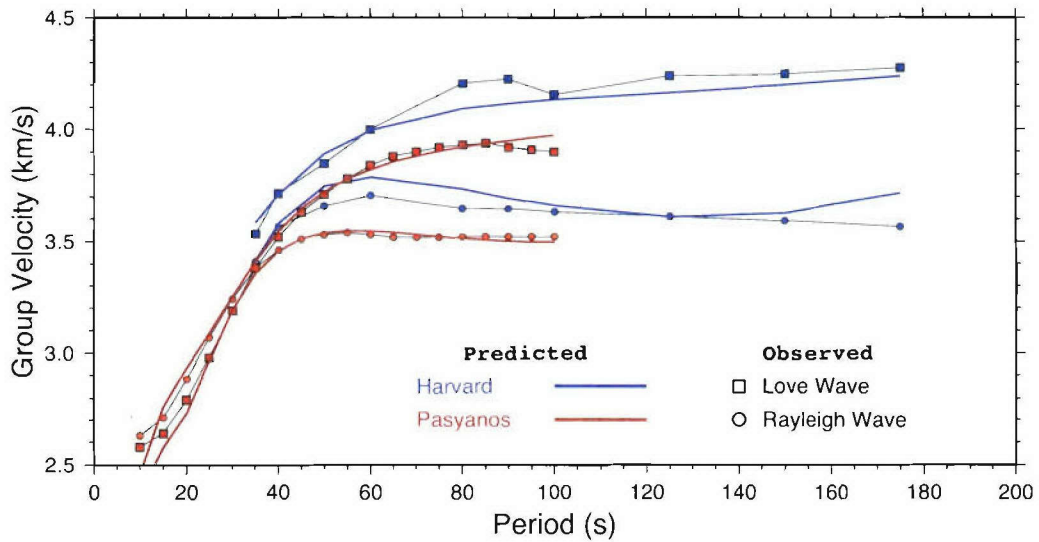 4.5
4.0
3.5
3.0
2.5
Group Velocity (km/s)
Predicted Observed
Harvard Love Wave
Pasyanos Rayleigh Wave
0 20 40 60 80 100 120 140 160 180 200
Period (s)